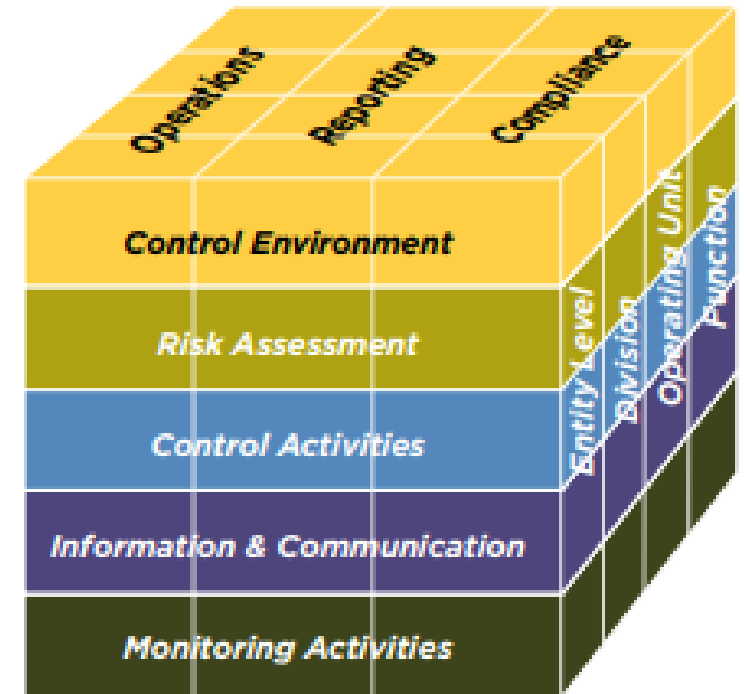 Operations
Reporting
Compliance
Control Environment
Risk Assessment
Control Activities
Information & Communication
Monitoring Activities
Entity Level
Division
Operating Unit
Function